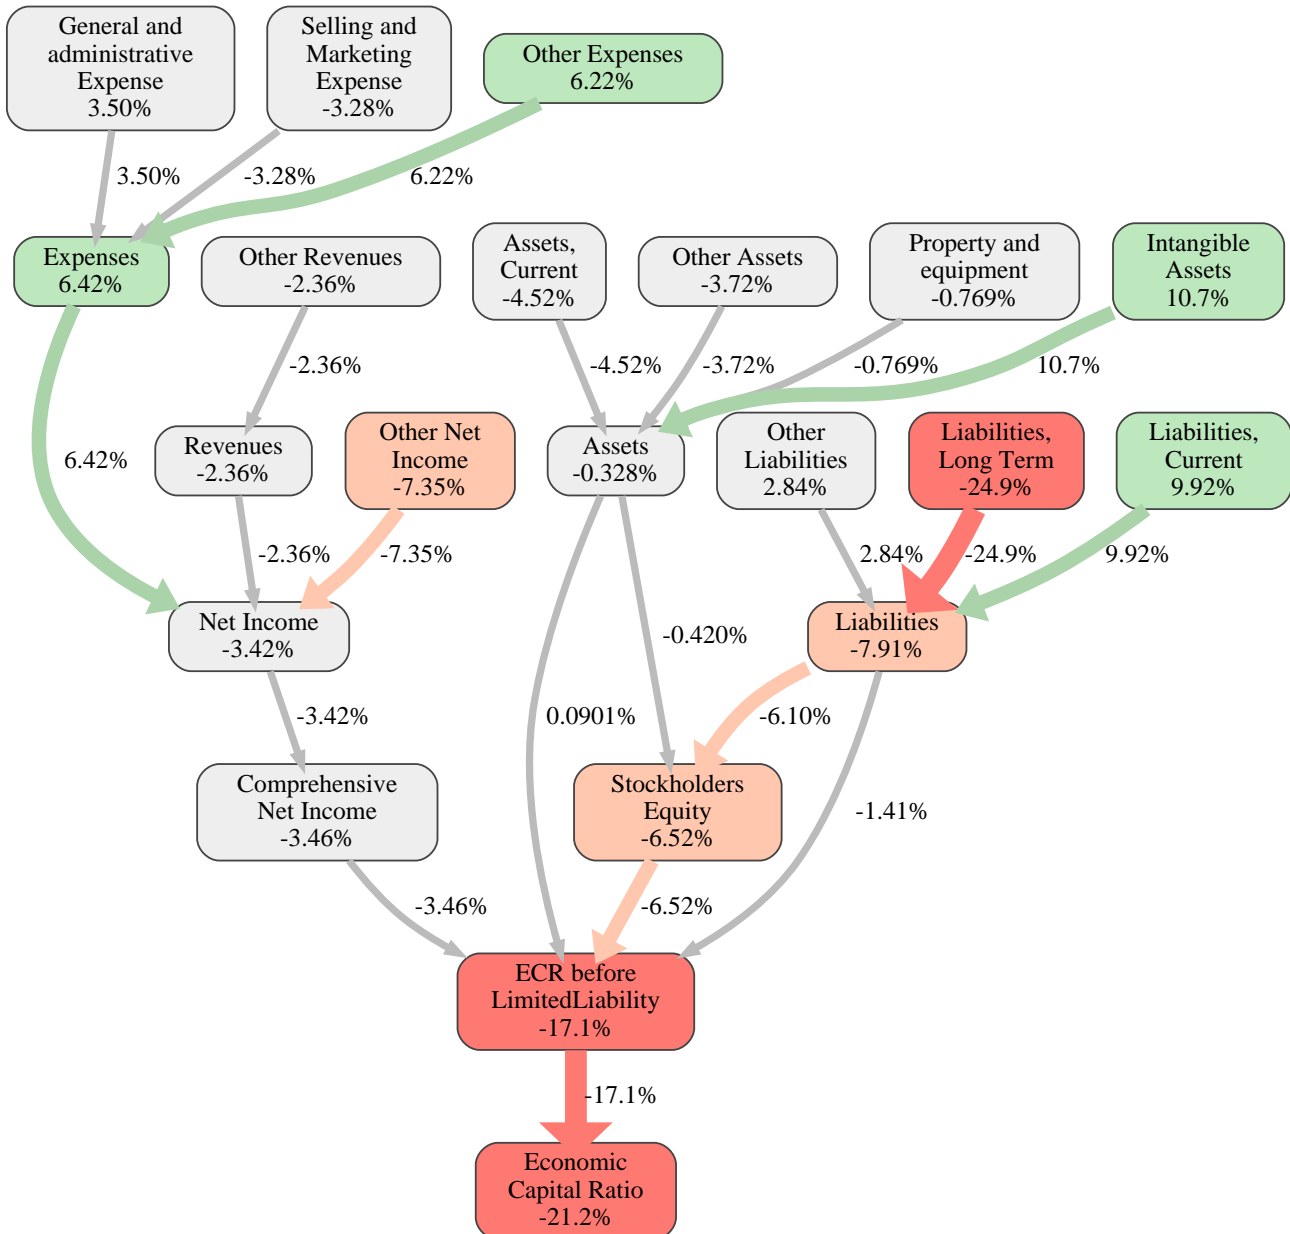 General and
administrative
Expense
3.50%
Selling and
Marketing
Expense
-3.28%
Other Expenses
6.22%
3.50%
-3.28%
6.22%
Expenses
6.42%
Other Revenues
-2.36%
Assets,
Current
-4.52%
Other Assets
-3.72%
Property and
equipment
-0.769%
Intangible
Assets
10.7%
-2.36%
-4.52%
-3.72%
-0.769%
10.7%
6.42%
Revenues
-2.36%
Other Net
Income
-7.35%
Assets
-0.328%
Other
Liabilities
2.84%
Liabilities,
Long Term
-24.9%
Liabilities,
Current
9.92%
-2.36%
-7.35%
2.84%
-24.9%
9.92%
Net Income
-3.42%
-0.420%
Liabilities
-7.91%
-3.42%
0.0901%
-6.10%
Comprehensive
Net Income
-3.46%
Stockholders
Equity
-6.52%
-1.41%
-3.46%
-6.52%
ECR before
LimitedLiability
-17.1%
-17.1%
Economic
Capital Ratio
-21.2%